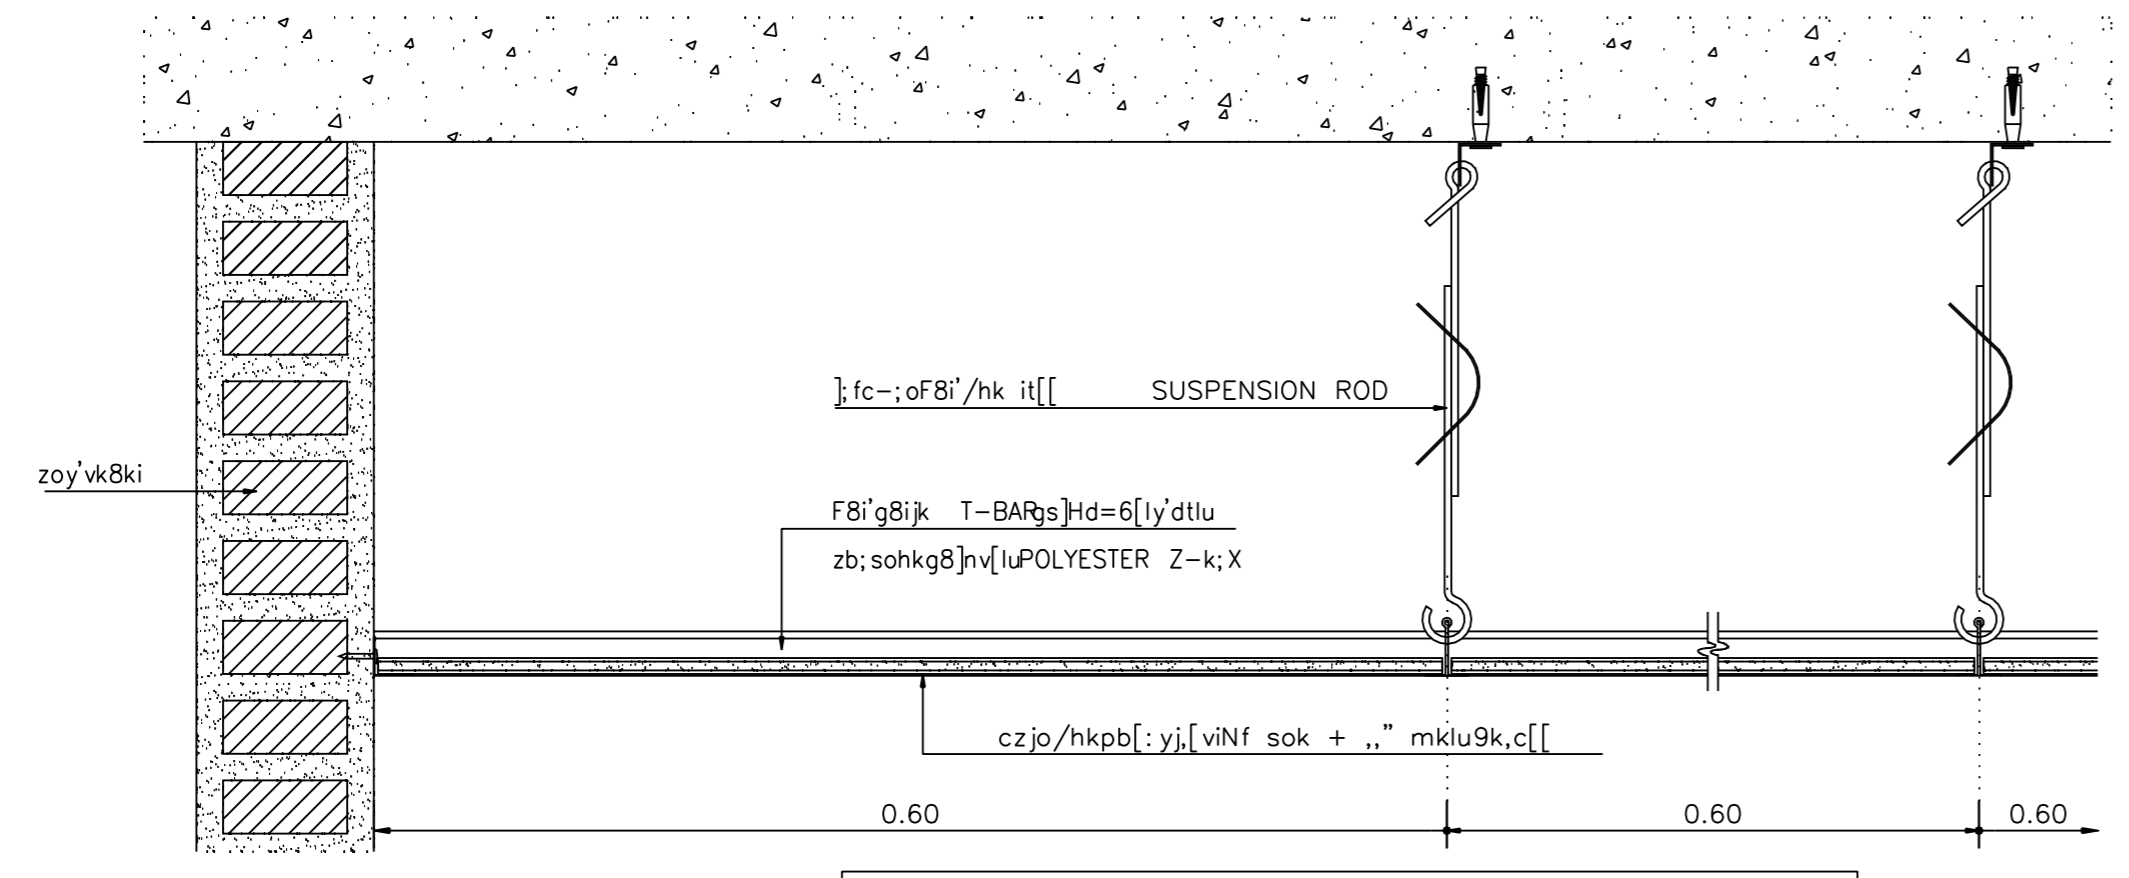 ];fc-;oF8i'/hk it[[ SUSPENSION ROD
zoy'vk8ki
F8i'g8ijk T-BARgs]Hd=6[ly'dtlu
zb;sohkg8]nv[luPOLYESTER Z-k;X
czjo/hkpb[:yj,[viNf sok + ,,” mklu9k,c[[
0.60 0.60 0.60